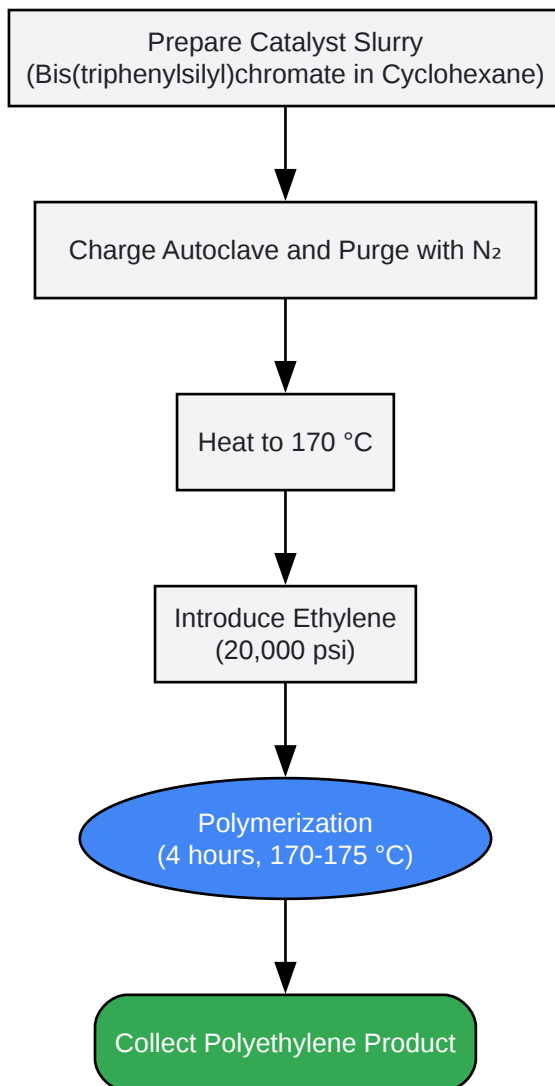 Prepare Catalyst Slurry
(Bis(triphenylsilyl)chromate in Cyclohexane)
Charge Autoclave and Purge with N₂
Heat to 170 °C
Introduce Ethylene
(20,000 psi)
Polymerization
(4 hours, 170-175 °C)
Collect Polyethylene Product